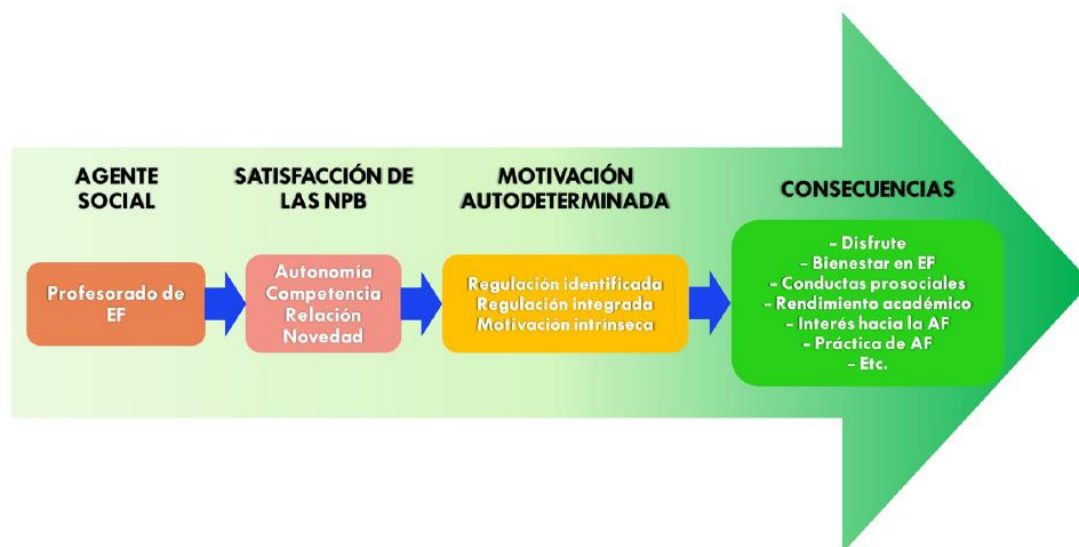 AGENTE
SOCIAL
Profesorado de
EF
SATISFACCIÓN DE
LAS NPB
Autonomía
Competencia
Relación
Novedad
MOTIVACIÓN
AUTODETERMINADA
Regulación identificada
Regulación integrada
Motivación intrínseca
CONSECUENCIAS
- Disfrute
- Bienestar en EF
- Conductas prosociales
- Rendimiento académico
- Interés hacia la AF
- Práctica de AF
- Etc.